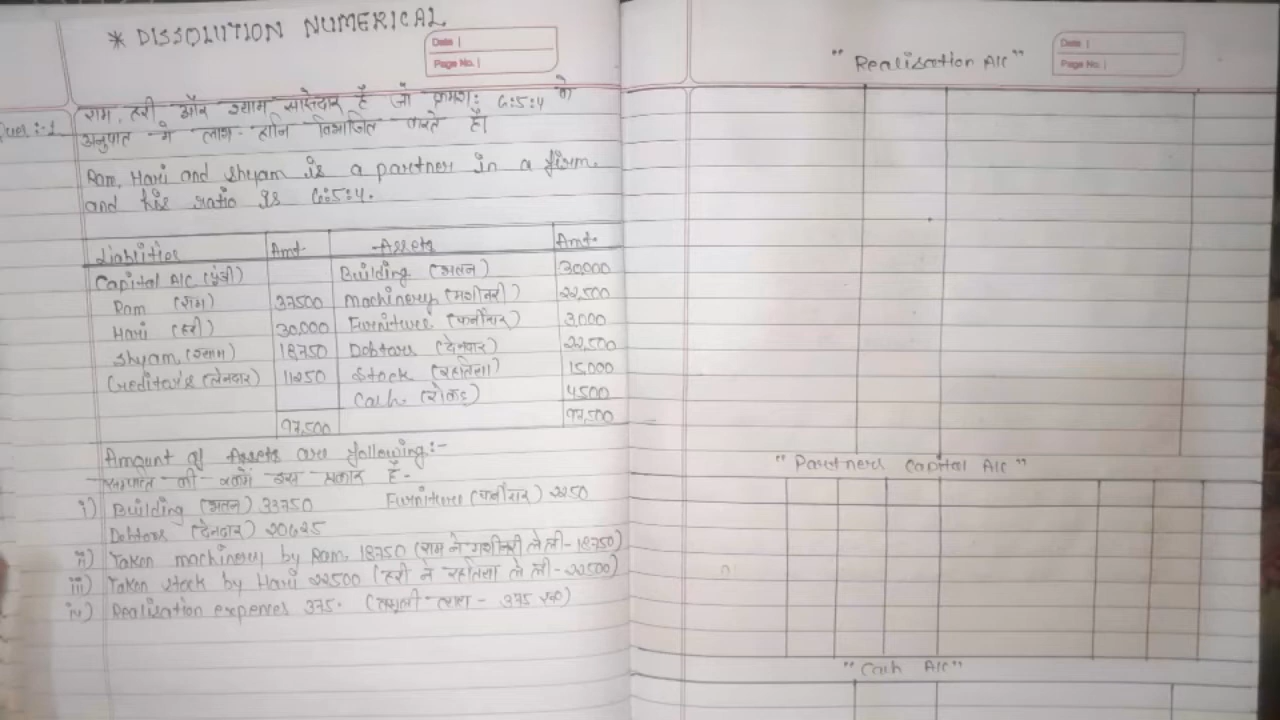 * DISSOLUTION NUMERICAL
Date |
Page No. |
Ques :- 1 राम, हरी और श्याम साझेदार है जो क्रमश: 6:5:4 के
अनुपात में लाभ-हानि विभाजित करते है।
Ram, Hari and Shyam is a partner in a firm.
and his ratio is 6:5:4.
Liablities Amt Assets Amt.
Capital A/C (पूंजी) Building (भवन) 30000
Ram (राम) 37500 Machinery (मशीनरी) 22,500
Hari (हरी) 30,000 Furniture (फर्नीचर) 3,000
Shyam (श्याम) 18750 Debtors (देनदार) 22,500
Creditor's (लेनदार) 11250 Stock (रहतिया) 15,000
Cash (रोकड़) 4500
97,500 97,500
Amount of Assets are following:-
सम्पत्ति की रकमे इस प्रकार है -
i) Building (भवन) 33750 Furniture (फर्नीचर) 2250
Debtors (देनदार) 20625
ii) Taken machinery by Ram 18750 (राम ने मशीनरी ले ली - 18750)
iii) Taken stock by Hari 22500 (हरी ने रहतिया ले ली - 22500)
iv) Realisation expenses 375. (वसूली व्यय - 375 रू०)
"Realisation A/C"
Date |
Page No. |
"Partners Capital A/C"
"Cash A/C"